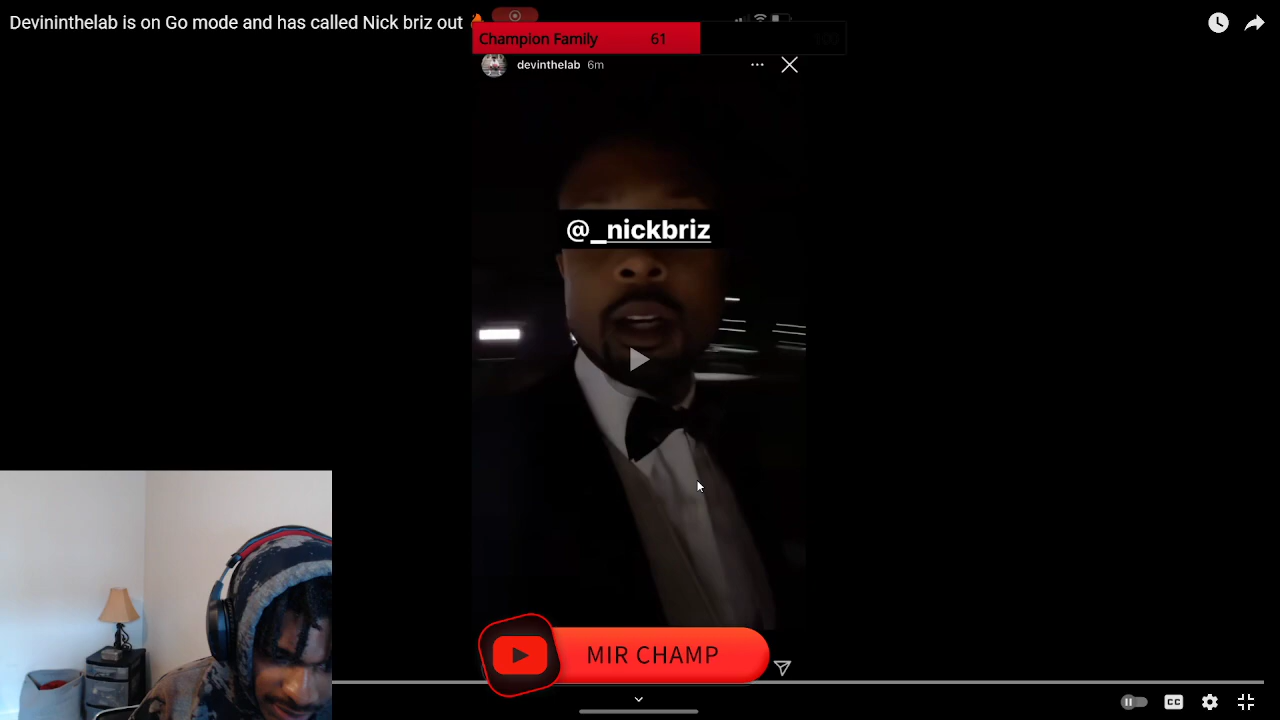 Devininthelab is on Go mode and has called Nick briz out 🔥
Champion Family 61
devinthelab 6m
@_nickbriz
MIR CHAMP
CC